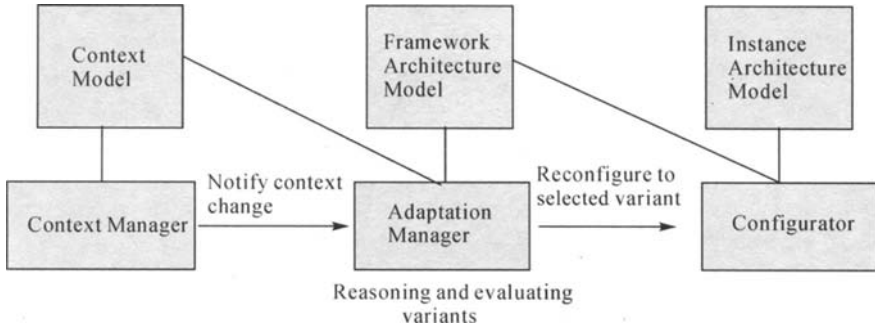 Context
Model
Framework
Architecture
Model
Instance
Architecture
Model
Context Manager
Notify context
change
Adaptation
Manager
Reconfigure to
selected variant
Configurator
Reasoning and evaluating
variants